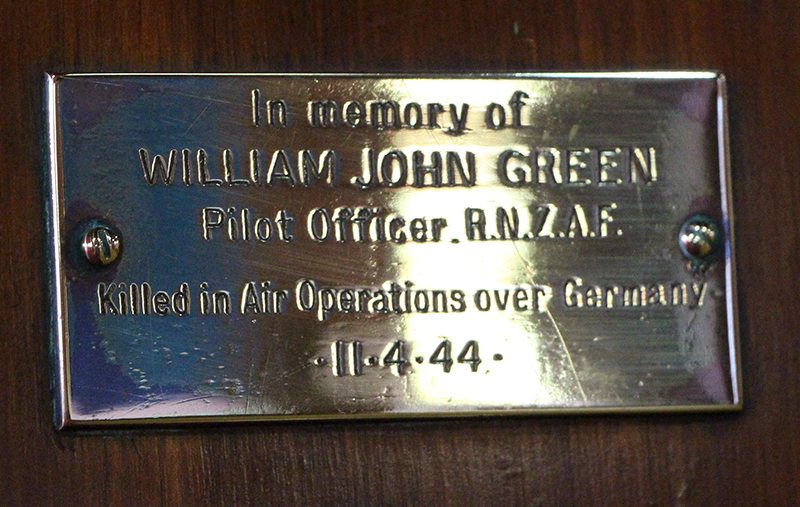 In memory of
WILLIAM JOHN GREEN
Pilot Officer. R.N.Z.A.F.
Killed in Air Operations over Germany
·11·4·44·